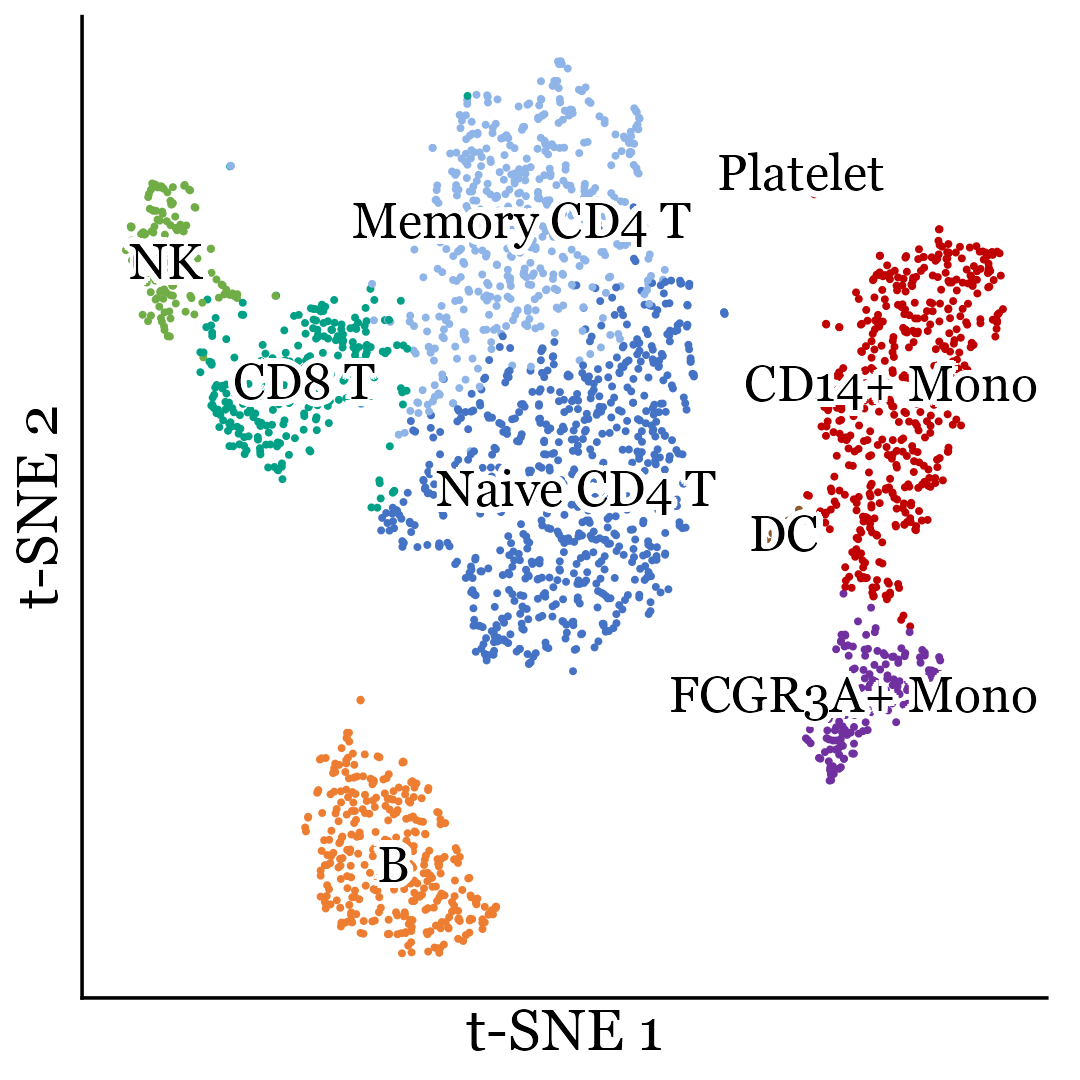 Platelet
Memory CD4 T
NK
CD8 T
CD14+ Mono
Naive CD4 T
DC
FCGR3A+ Mono
B
t-SNE 2
t-SNE 1